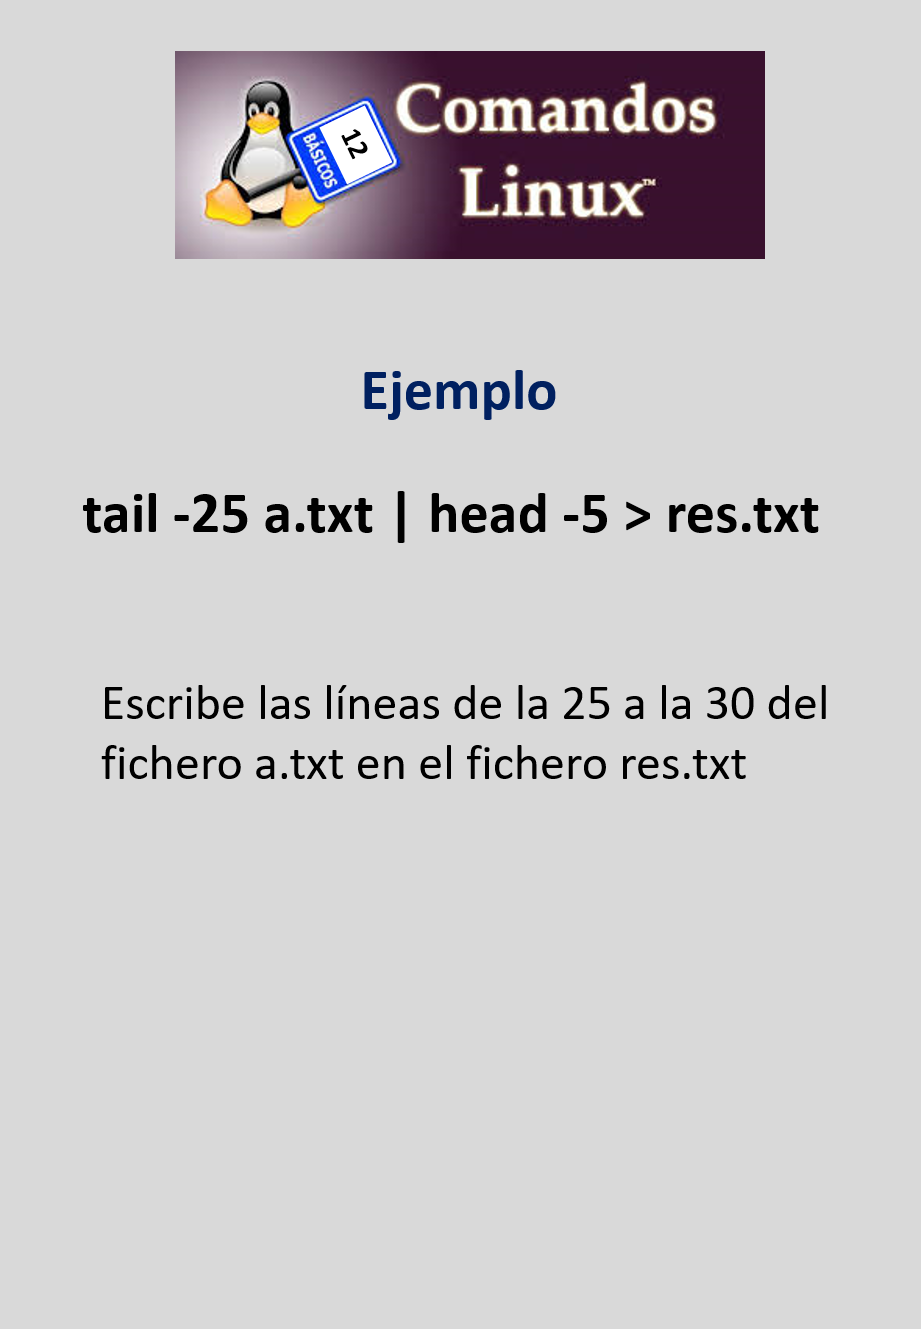 Comandos
Linux™
BÁSICOS
12
Ejemplo
tail -25 a.txt | head -5 > res.txt
Escribe las líneas de la 25 a la 30 del
fichero a.txt en el fichero res.txt